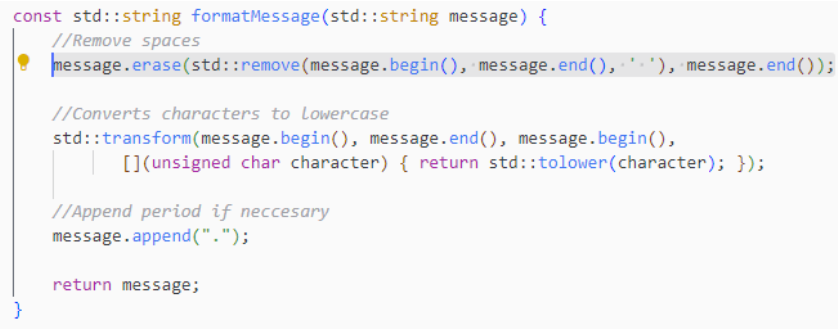 const std::string formatMessage(std::string message) {
//Remove spaces
message.erase(std::remove(message.begin(), message.end(), ' '), message.end());
//Converts characters to lowercase
std::transform(message.begin(), message.end(), message.begin(),
[](unsigned char character) { return std::tolower(character); });
//Append period if neccesary
message.append(".");
return message;
}